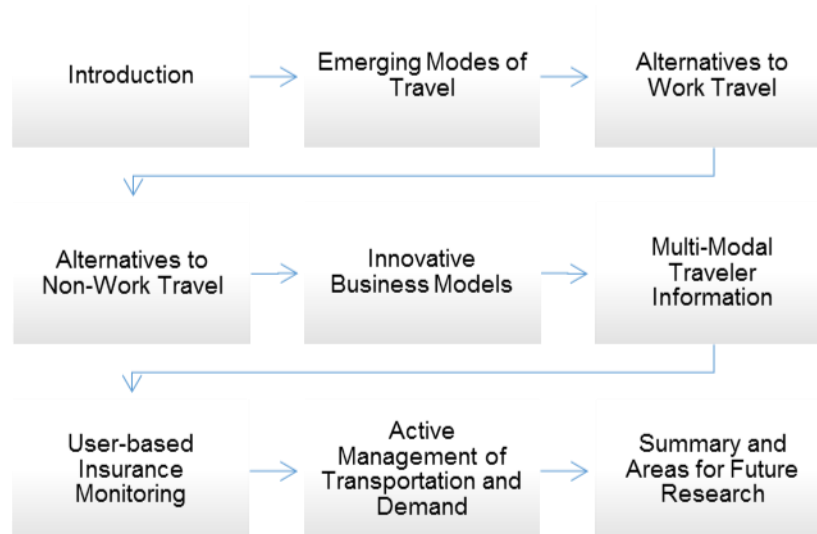 Introduction
Emerging Modes of
Travel
Alternatives to
Work Travel
Alternatives to
Non-Work Travel
Innovative
Business Models
Multi-Modal
Traveler
Information
User-based
Insurance
Monitoring
Active
Management of
Transportation and
Demand
Summary and
Areas for Future
Research